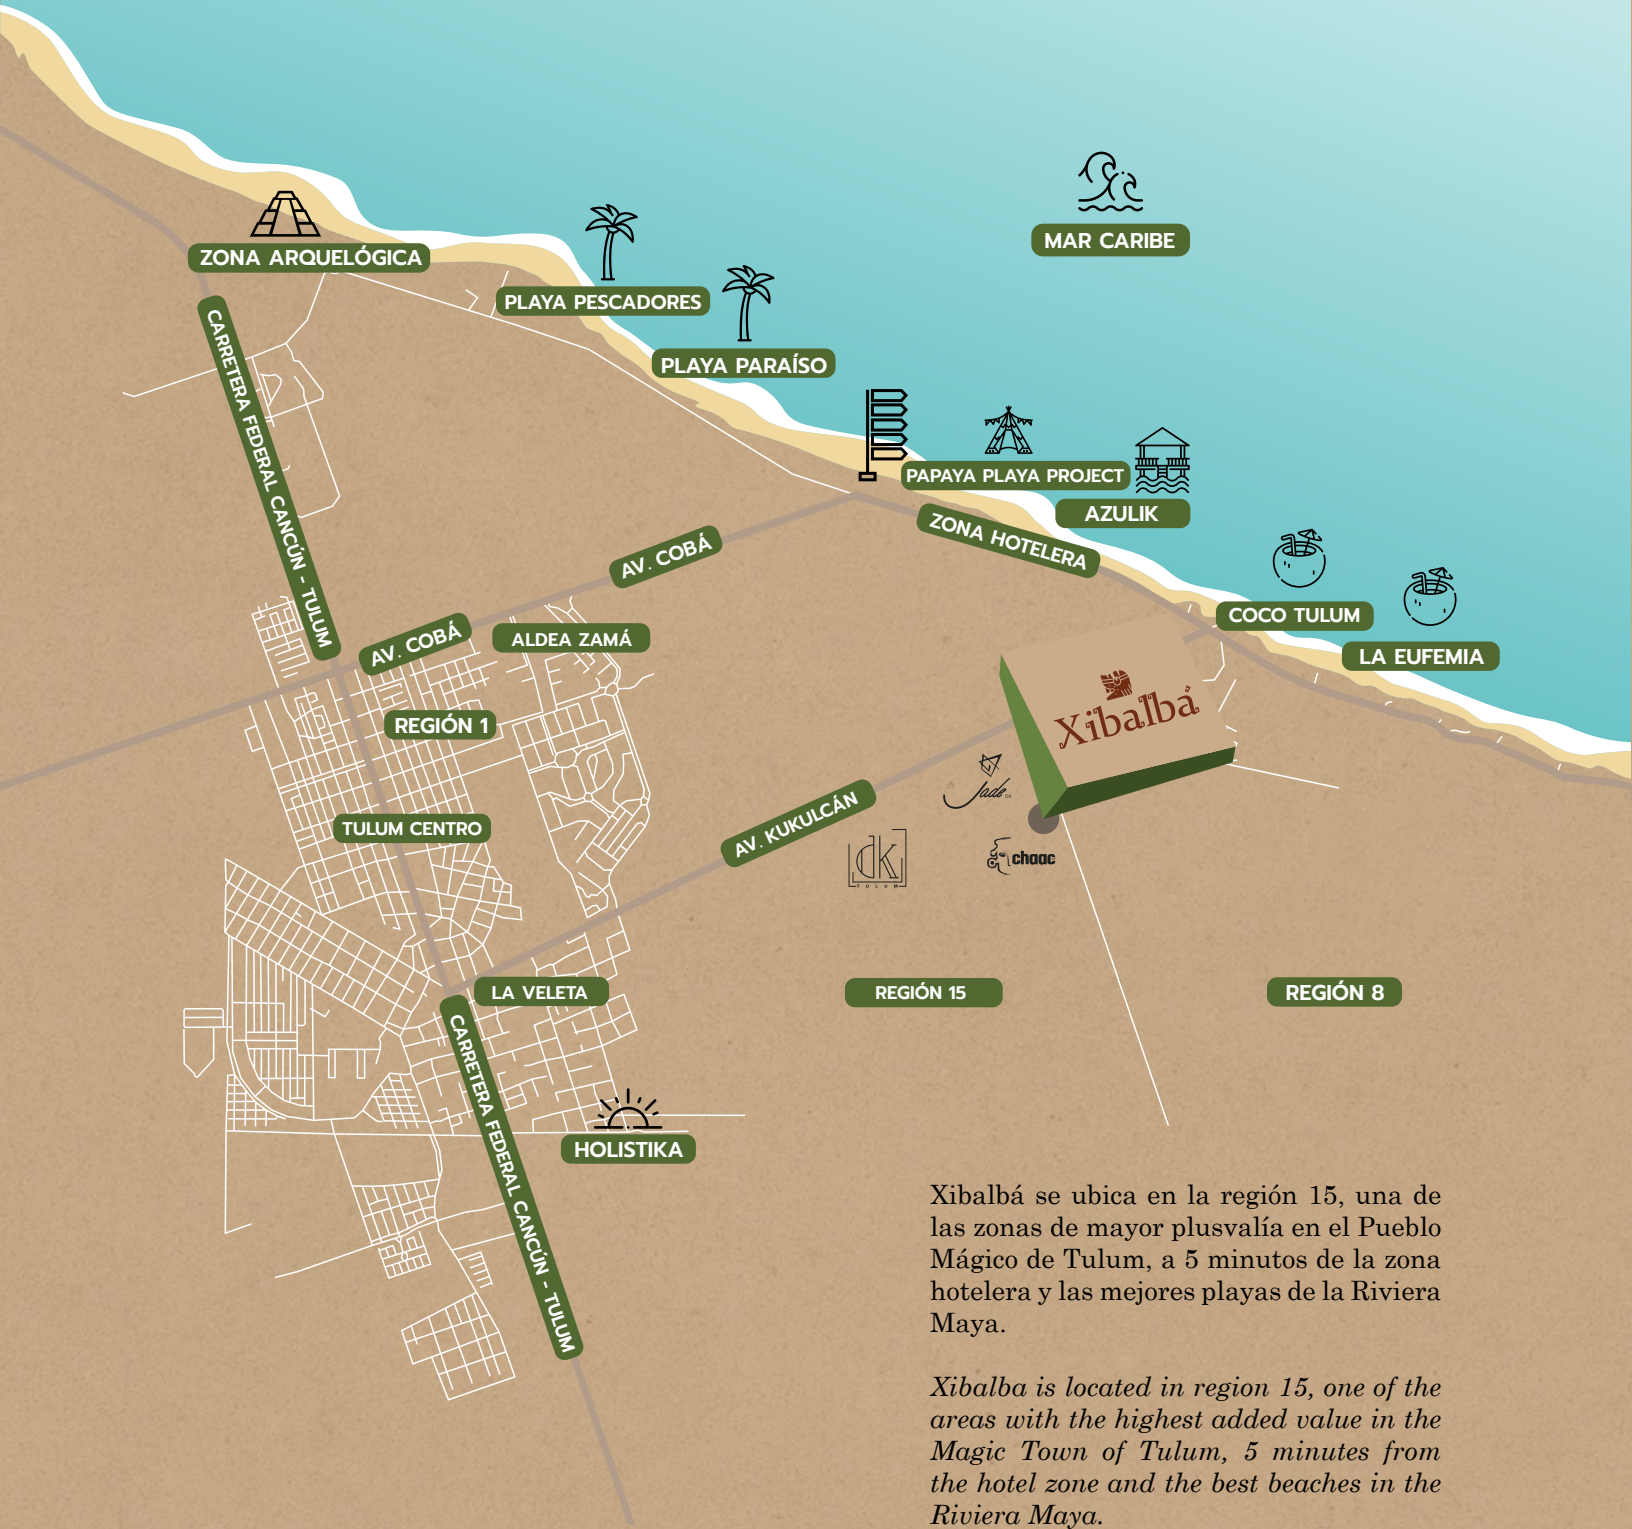 MAR CARIBE
ZONA ARQUELÓGICA
PLAYA PESCADORES
PLAYA PARAÍSO
CARRETERA FEDERAL CANCÚN - TULUM
PAPAYA PLAYA PROJECT
AZULIK
ZONA HOTELERA
AV. COBÁ
COCO TULUM
AV. COBÁ
ALDEA ZAMÁ
LA EUFEMIA
Xibalbá
REGIÓN 1
Jade
TULUM CENTRO
AV. KUKULCÁN
dk
TULUM
chaac
LA VELETA
REGIÓN 15
REGIÓN 8
CARRETERA FEDERAL CANCÚN - TULUM
HOLISTIKA
Xibalbá se ubica en la región 15, una de
las zonas de mayor plusvalía en el Pueblo
Mágico de Tulum, a 5 minutos de la zona
hotelera y las mejores playas de la Riviera
Maya.
Xibalba is located in region 15, one of the
areas with the highest added value in the
Magic Town of Tulum, 5 minutes from
the hotel zone and the best beaches in the
Riviera Maya.